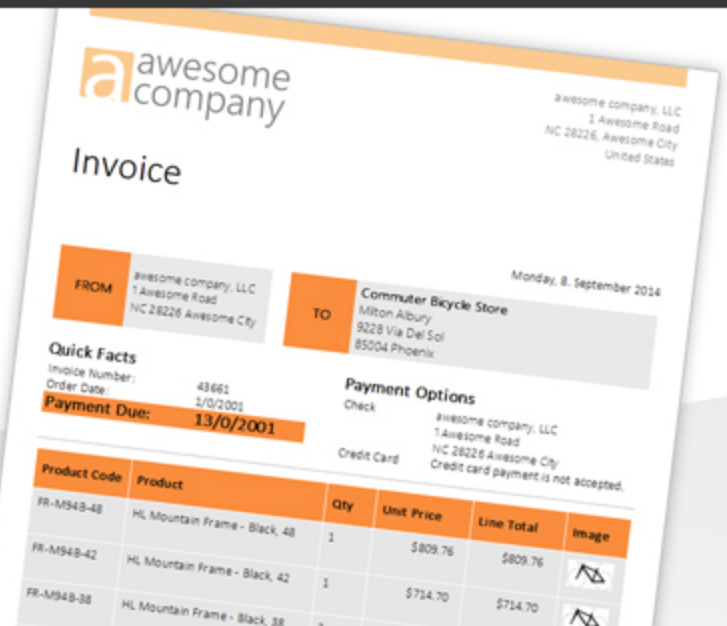 a awesome
company
awesome company, LLC
1 Awesome Road
NC 28226, Awesome City
United States
Invoice
Monday, 8. September 2014
FROM
awesome company, LLC
1 Awesome Road
NC 28226 Awesome City
TO
Commuter Bicycle Store
Milton Albury
9228 Via Del Sol
85004 Phoenix
Quick Facts
Invoice Number: 43661
Order Date: 1/0/2001
Payment Due: 13/0/2001
Payment Options
Check
awesome company, LLC
1 Awesome Road
NC 28226 Awesome City
Credit Card Credit card payment is not accepted.
Product Code Product Qty Unit Price Line Total Image
FR-M94B-48 HL Mountain Frame - Black, 48 1 $809.76 $809.76
FR-M94B-42 HL Mountain Frame - Black, 42 1 $714.70 $714.70
FR-M94B-38 HL Mountain Frame - Black, 38